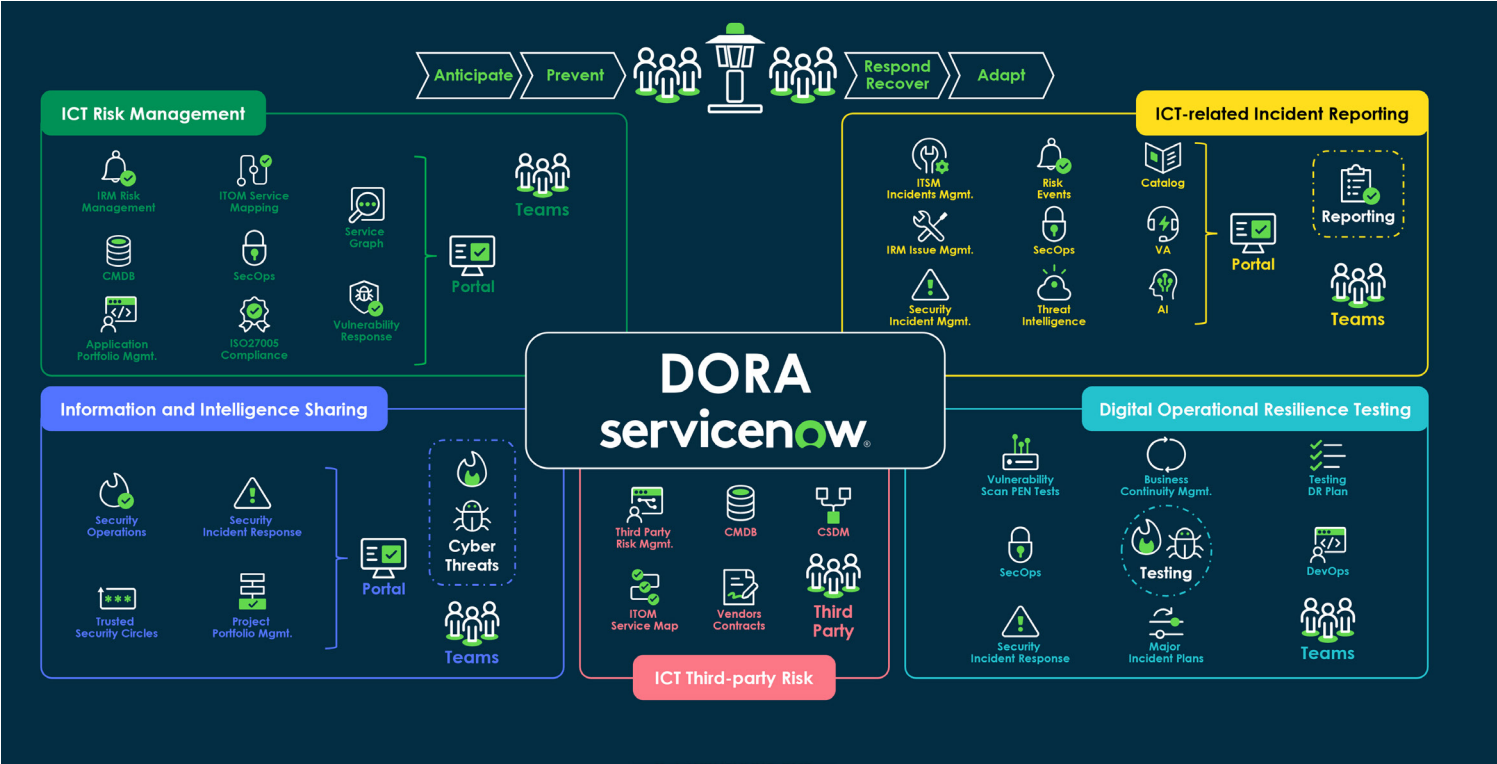 Anticipate
Prevent
Respond
Recover
Adapt
ICT Risk Management
IRM Risk
Management
ITOM Service
Mapping
Service
Graph
CMDB
SecOps
Application
Portfolio Mgmt.
ISO27005
Compliance
Vulnerability
Response
Portal
Teams
ICT-related Incident Reporting
ITSM
Incidents Mgmt.
Risk
Events
Catalog
IRM Issue Mgmt.
SecOps
VA
Security
Incident Mgmt.
Threat
Intelligence
AI
Portal
Reporting
Teams
DORA
servicenow®
Information and Intelligence Sharing
Security
Operations
Security
Incident Response
Trusted
Security Circles
Project
Portfolio Mgmt.
***
Portal
Cyber
Threats
Teams
Third Party
Risk Mgmt.
CMDB
CSDM
ITOM
Service Map
Vendors
Contracts
Third
Party
ICT Third-party Risk
Digital Operational Resilience Testing
Vulnerability
Scan PEN Tests
Business
Continuity Mgmt.
Testing
DR Plan
SecOps
Testing
DevOps
Security
Incident Response
Major
Incident Plans
Teams